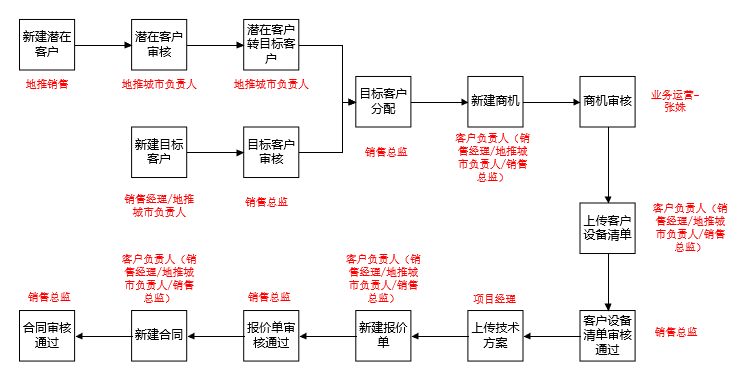 新建潜在
客户
潜在客户
审核
潜在客户
转目标客
户
地推销售
地推城市负责人
地推城市负责人
目标客户
分配
新建商机
商机审核
业务运营–
张姝
新建目标
客户
目标客户
审核
销售总监
客户负责人（销
售经理/地推城
市负责人/销售
总监）
销售经理/地推
城市负责人
销售总监
上传客户
设备清单
客户负责人（销
售经理/地推城
市负责人/销售
总监）
客户负责人（销
售经理/地推城
市负责人/销售
总监）
客户负责人（销
售经理/地推城
市负责人/销售
总监）
销售总监
销售总监
项目经理
合同审核
通过
新建合同
报价单审
核通过
新建报价
单
上传技术
方案
客户设备
清单审核
通过
销售总监